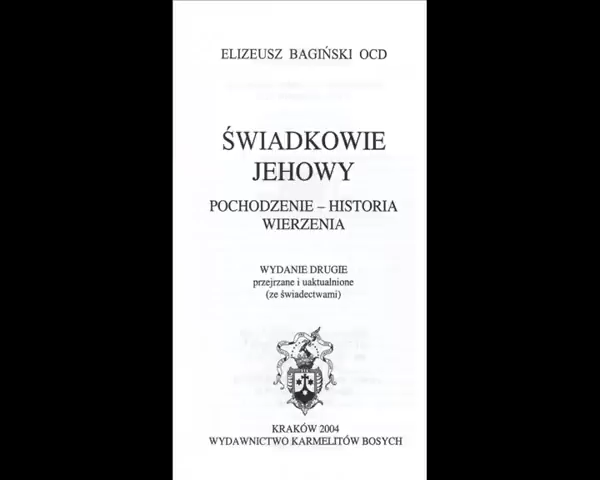 ELIZEUSZ BAGIŃSKI OCD
ŚWIADKOWIE
JEHOWY
POCHODZENIE – HISTORIA
WIERZENIA
WYDANIE DRUGIE
przejrzane i uaktualnione
(ze świadectwami)
KRAKÓW 2004
WYDAWNICTWO KARMELITÓW BOSYCH